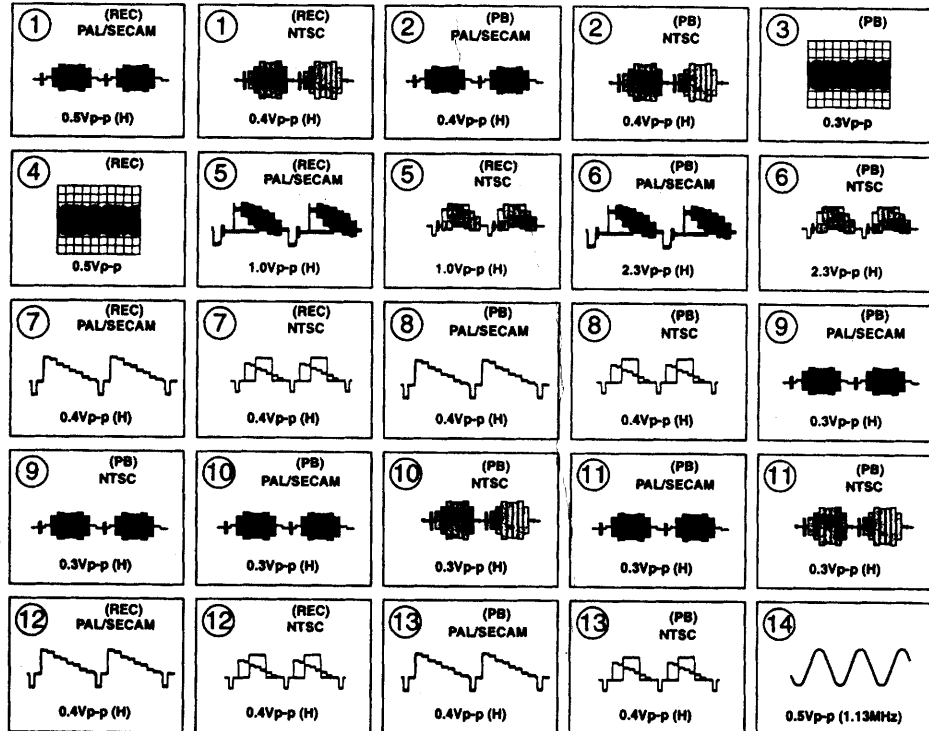 ① (REC)
PAL/SECAM
0.5Vp-p (H)
① (REC)
NTSC
0.4Vp-p (H)
② (PB)
PAL/SECAM
0.4Vp-p (H)
② (PB)
NTSC
0.4Vp-p (H)
③ (PB)
0.3Vp-p
④ (REC)
0.5Vp-p
⑤ (REC)
PAL/SECAM
1.0Vp-p (H)
⑤ (REC)
NTSC
1.0Vp-p (H)
⑥ (PB)
PAL/SECAM
2.3Vp-p (H)
⑥ (PB)
NTSC
2.3Vp-p (H)
⑦ (REC)
PAL/SECAM
0.4Vp-p (H)
⑦ (REC)
NTSC
0.4Vp-p (H)
⑧ (PB)
PAL/SECAM
0.4Vp-p (H)
⑧ (PB)
NTSC
0.4Vp-p (H)
⑨ (PB)
PAL/SECAM
0.3Vp-p (H)
⑨ (PB)
NTSC
0.3Vp-p (H)
⑩ (PB)
PAL/SECAM
0.3Vp-p (H)
⑩ (PB)
NTSC
0.3Vp-p (H)
⑪ (PB)
PAL/SECAM
0.3Vp-p (H)
⑪ (PB)
NTSC
0.3Vp-p (H)
⑫ (REC)
PAL/SECAM
0.4Vp-p (H)
⑫ (REC)
NTSC
0.4Vp-p (H)
⑬ (PB)
PAL/SECAM
0.4Vp-p (H)
⑬ (PB)
NTSC
0.4Vp-p (H)
⑭
0.5Vp-p (1.13MHz)